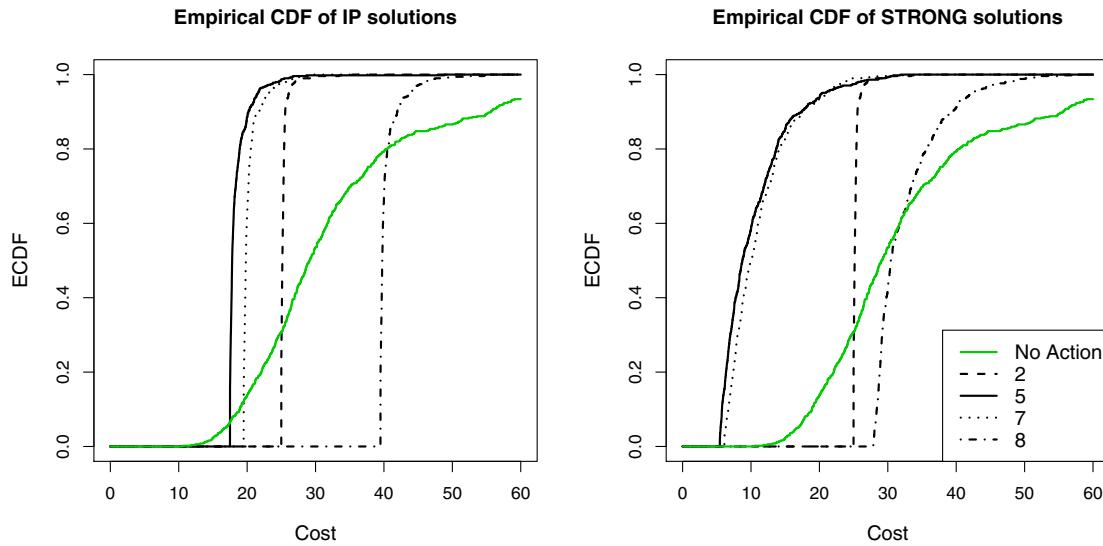 Empirical CDF of IP solutions
ECDF
0.0 0.2 0.4 0.6 0.8 1.0
0 10 20 30 40 50 60
Cost
Empirical CDF of STRONG solutions
ECDF
0.0 0.2 0.4 0.6 0.8 1.0
No Action
2
5
7
8
0 10 20 30 40 50 60
Cost